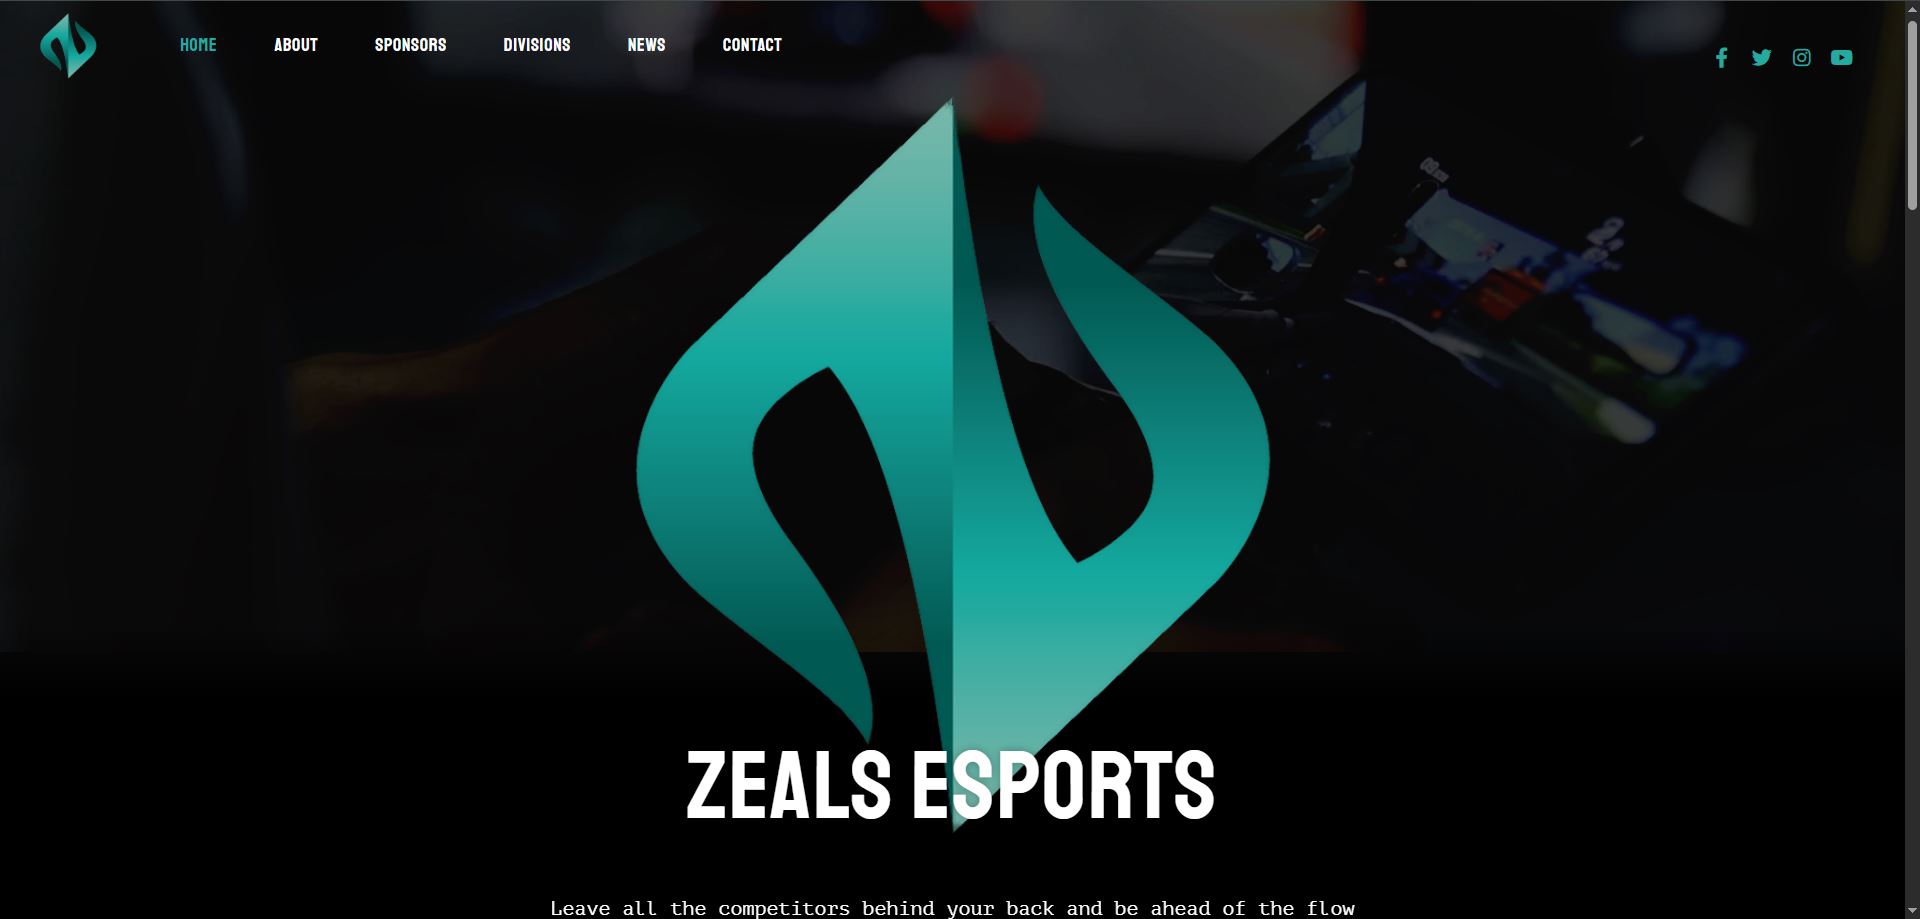 HOME ABOUT SPONSORS DIVISIONS NEWS CONTACT
ZEALS ESPORTS
Leave all the competitors behind your back and be ahead of the flow